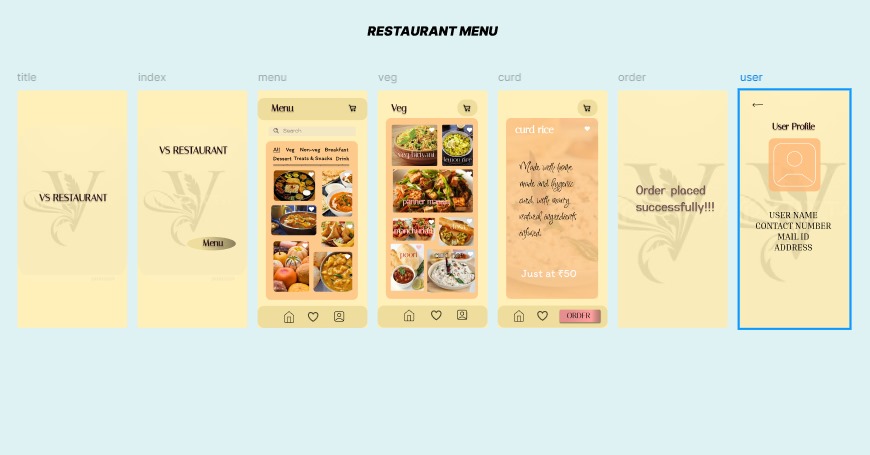 RESTAURANT MENU
title
index
menu
veg
curd
order
user
VS RESTAURANT
VS RESTAURANT
Menu
Menu
Search
All Veg Non-veg Breakfast
Dessert Treats & Snacks Drink
Veg
veg biriyani
lemon rice
panner masala
manchurian
poori
curd rice
curd rice
Made with home
made and hygenic
curd, with many
natural ingredients
infused.
Just at ₹50
ORDER
Order placed
successfully!!!
User Profile
USER NAME
CONTACT NUMBER
MAIL ID
ADDRESS